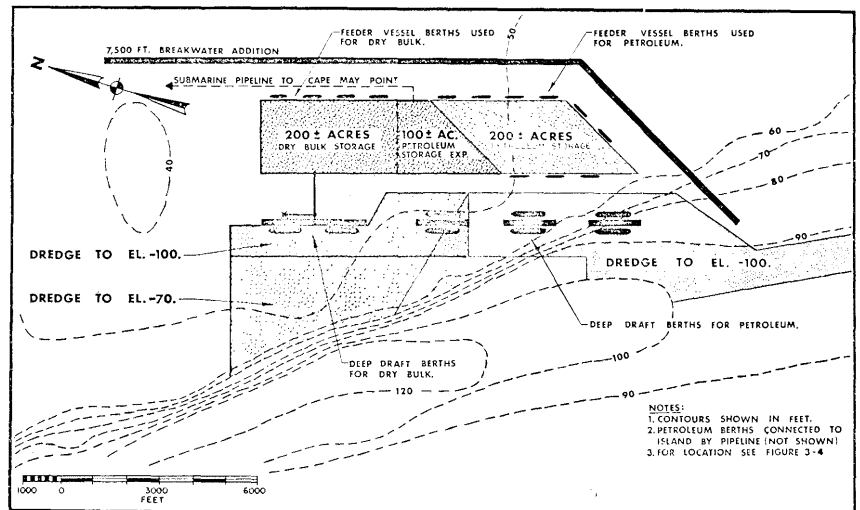 FEEDER VESSEL BERTHS USED
FOR DRY BULK.
FEEDER VESSEL BERTHS USED
FOR PETROLEUM.
7,500 FT. BREAKWATER ADDITION
50
N
SUBMARINE PIPELINE TO CAPE MAY POINT
60
70
80
90
40
200 ± ACRES
DRY BULK STORAGE
100± AC.
PETROLEUM
STORAGE EXP.
200 ± ACRES
STORAGE
DREDGE TO EL. -100.
DREDGE TO EL. -100.
DREDGE TO EL. -70.
DEEP DRAFT BERTHS FOR PETROLEUM.
DEEP DRAFT BERTHS
FOR DRY BULK.
100
120
90
NOTES:
1. CONTOURS SHOWN IN FEET.
2. PETROLEUM BERTHS CONNECTED TO
ISLAND BY PIPELINE (NOT SHOWN)
3. FOR LOCATION SEE FIGURE 3-4
1000 0 3000 6000
FEET